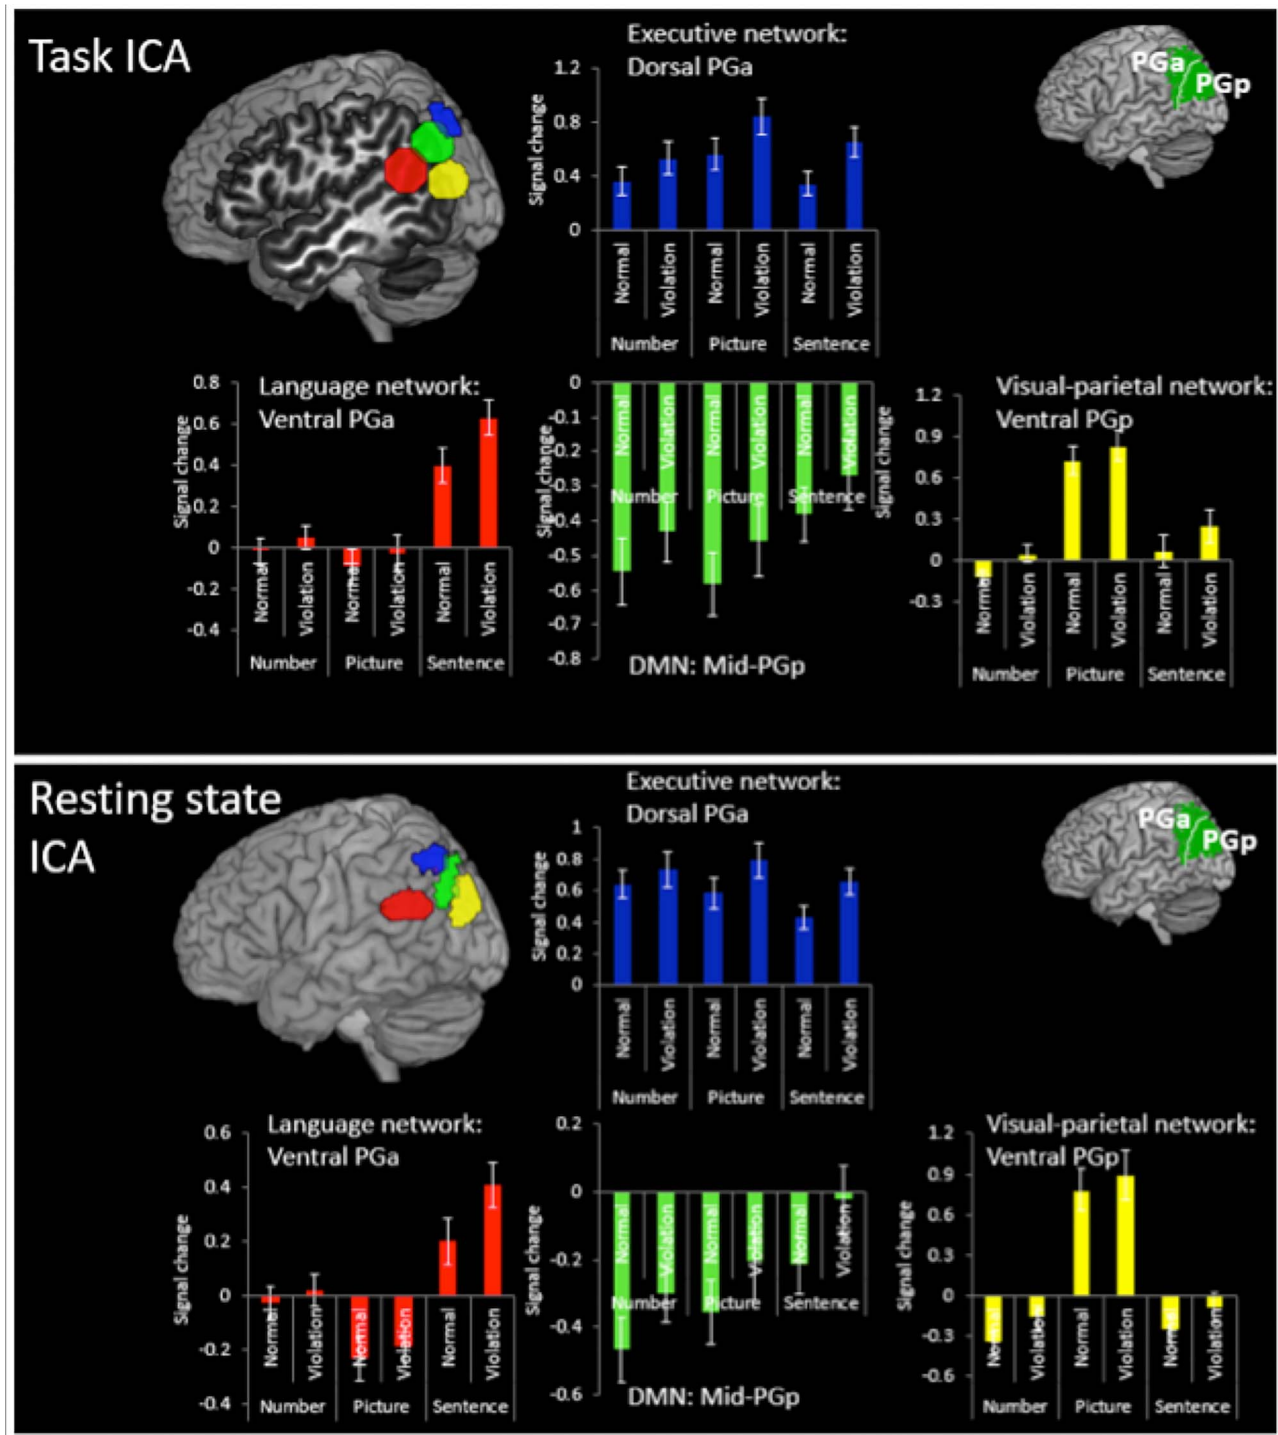 Task ICA
Executive network:
Dorsal PGa
PGa
PGp
Signal change
1.2
0.8
0.4
0
Normal
Violation
Normal
Violation
Normal
Violation
Number
Picture
Sentence
Language network:
Ventral PGa
Signal change
0.8
0.6
0.4
0.2
0
-0.2
-0.4
Normal
Violation
Normal
Violation
Normal
Violation
Number
Picture
Sentence
Signal change
0
-0.1
-0.2
-0.3
-0.4
-0.5
-0.6
-0.7
-0.8
Normal
Violation
Normal
Violation
Normal
Violation
Number
Picture
Sentence
DMN: Mid-PGp
Visual-parietal network:
Ventral PGp
Signal change
1.2
0.9
0.6
0.3
0
-0.3
Normal
Violation
Normal
Violation
Normal
Violation
Number
Picture
Sentence
Resting state
ICA
Executive network:
Dorsal PGa
PGa
PGp
Signal change
1
0.8
0.6
0.4
0.2
0
Normal
Violation
Normal
Violation
Normal
Violation
Number
Picture
Sentence
Language network:
Ventral PGa
Signal change
0.6
0.4
0.2
0
-0.2
-0.4
Normal
Violation
Normal
Violation
Normal
Violation
Number
Picture
Sentence
Signal change
0.2
0
-0.2
-0.4
-0.6
Normal
Violation
Normal
Violation
Normal
Violation
Number
Picture
Sentence
DMN: Mid-PGp
Visual-parietal network:
Ventral PGp
Signal change
1.2
0.9
0.6
0.3
0
-0.3
-0.6
Normal
Violation
Normal
Violation
Normal
Violation
Number
Picture
Sentence